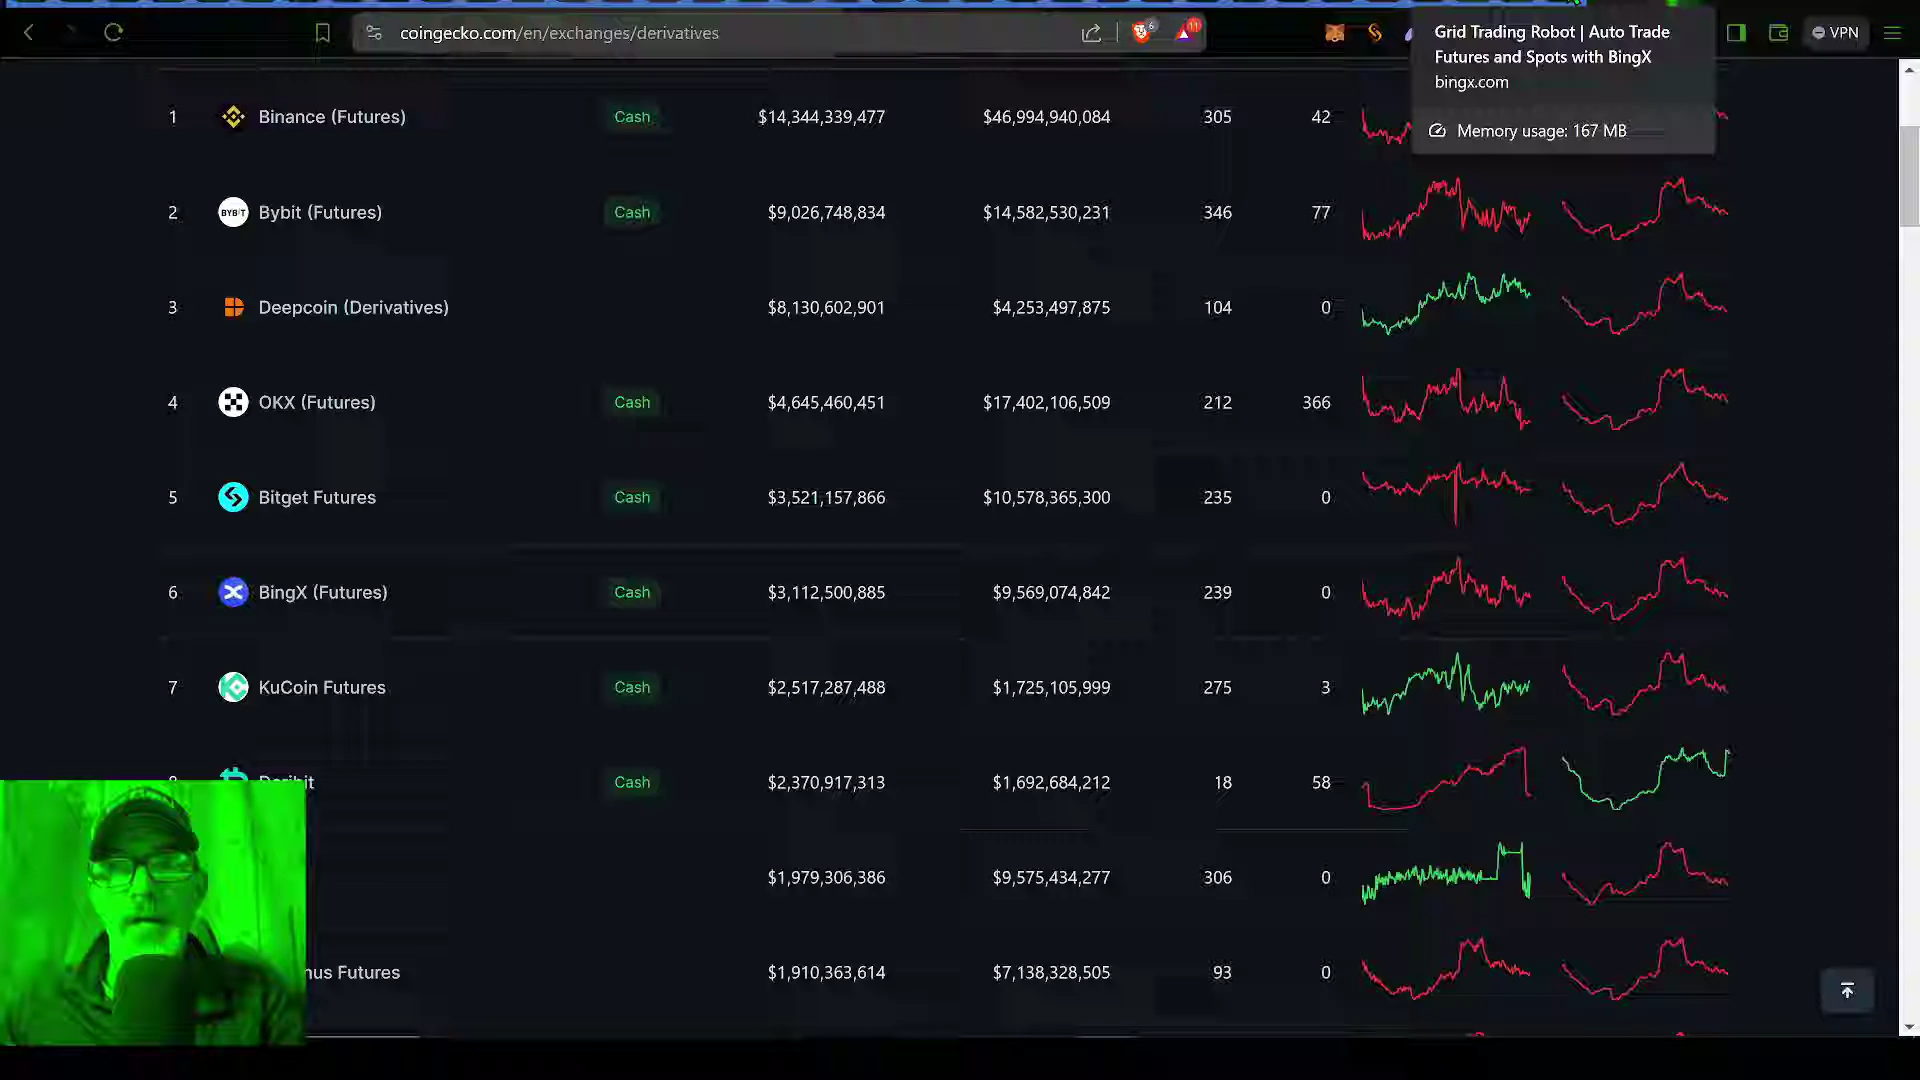 coingecko.com/en/exchanges/derivatives
6
11
Grid Trading Robot | Auto Trade
Futures and Spots with BingX
bingx.com
Memory usage: 167 MB
VPN
1 Binance (Futures) Cash $14,344,339,477 $46,994,940,084 305 42
2 BYBIT Bybit (Futures) Cash $9,026,748,834 $14,582,530,231 346 77
3 Deepcoin (Derivatives) $8,130,602,901 $4,253,497,875 104 0
4 OKX (Futures) Cash $4,645,460,451 $17,402,106,509 212 366
5 Bitget Futures Cash $3,521,157,866 $10,578,365,300 235 0
6 BingX (Futures) Cash $3,112,500,885 $9,569,074,842 239 0
7 KuCoin Futures Cash $2,517,287,488 $1,725,105,999 275 3
8 Deribit Cash $2,370,917,313 $1,692,684,212 18 58
$1,979,306,386 $9,575,434,277 306 0
nus Futures $1,910,363,614 $7,138,328,505 93 0